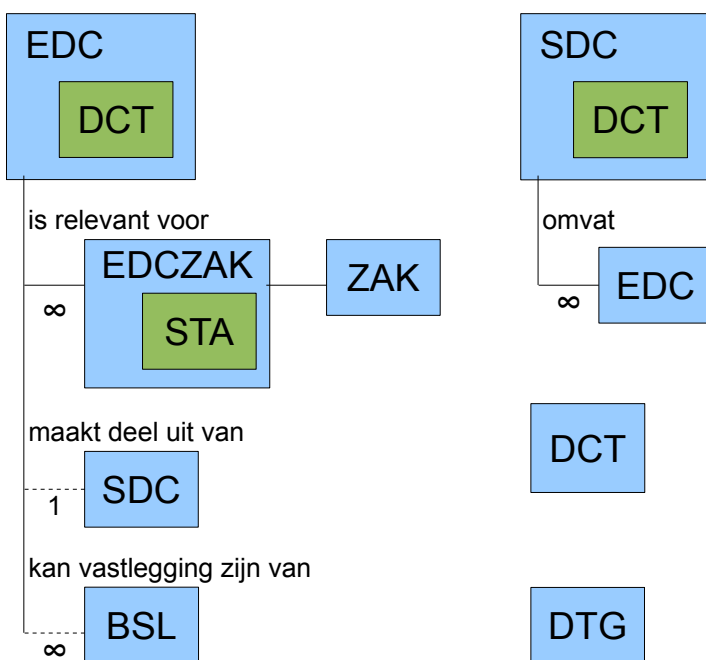 EDC
DCT
is relevant voor
EDCZAK
ZAK
∞
STA
maakt deel uit van
SDC
1
kan vastlegging zijn van
BSL
∞
SDC
DCT
omvat
EDC
∞
DCT
DTG